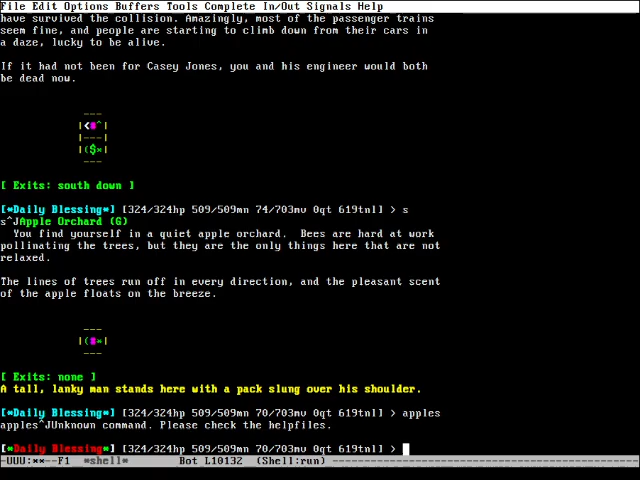 File Edit Options Buffers Tools Complete In/Out Signals Help
have survived the collision. Amazingly, most of the passenger trains
seem fine, and people are starting to climb down from their cars in
a daze, lucky to be alive.
If it had not been for Casey Jones, you and his engineer would both
be dead now.
---
|<#^|
|---|
|($*|
---
[ Exits: south down ]
[*Daily Blessing*] [324/324hp 509/509mn 74/703mv 0qt 619tnl] > s
s^JApple Orchard (G)
You find yourself in a quiet apple orchard.  Bees are hard at work
pollinating the trees, but they are the only things here that are not
relaxed.
The lines of trees run off in every direction, and the pleasant scent
of the apple floats on the breeze.
---
|(#*|
---
[ Exits: none ]
A tall, lanky man stands here with a pack slung over his shoulder.
[*Daily Blessing*] [324/324hp 509/509mn 70/703mv 0qt 619tnl] > apples
apples^JUnknown command. Please check the helpfiles.
[*Daily Blessing*] [324/324hp 509/509mn 70/703mv 0qt 619tnl] >
-UUU:**--F1  *shell*            Bot L10132  (Shell:run)